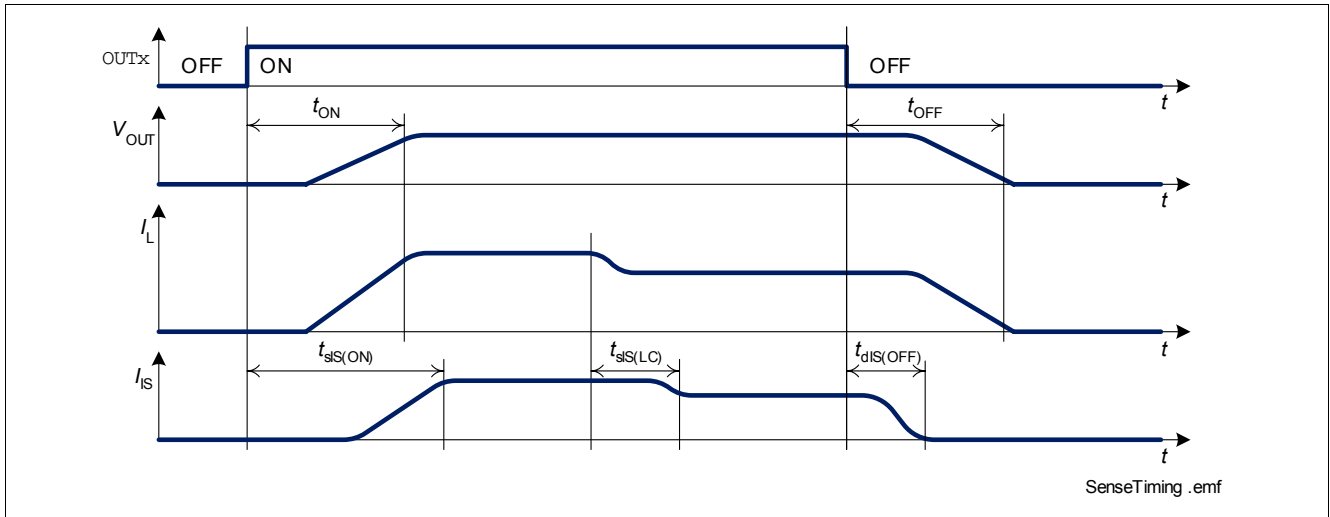 OUTx
OFF
ON
OFF
t
tON
tOFF
VOUT
t
IL
t
tsIS(ON)
tsIS(LC)
tdIS(OFF)
IIS
t
SenseTiming .emf